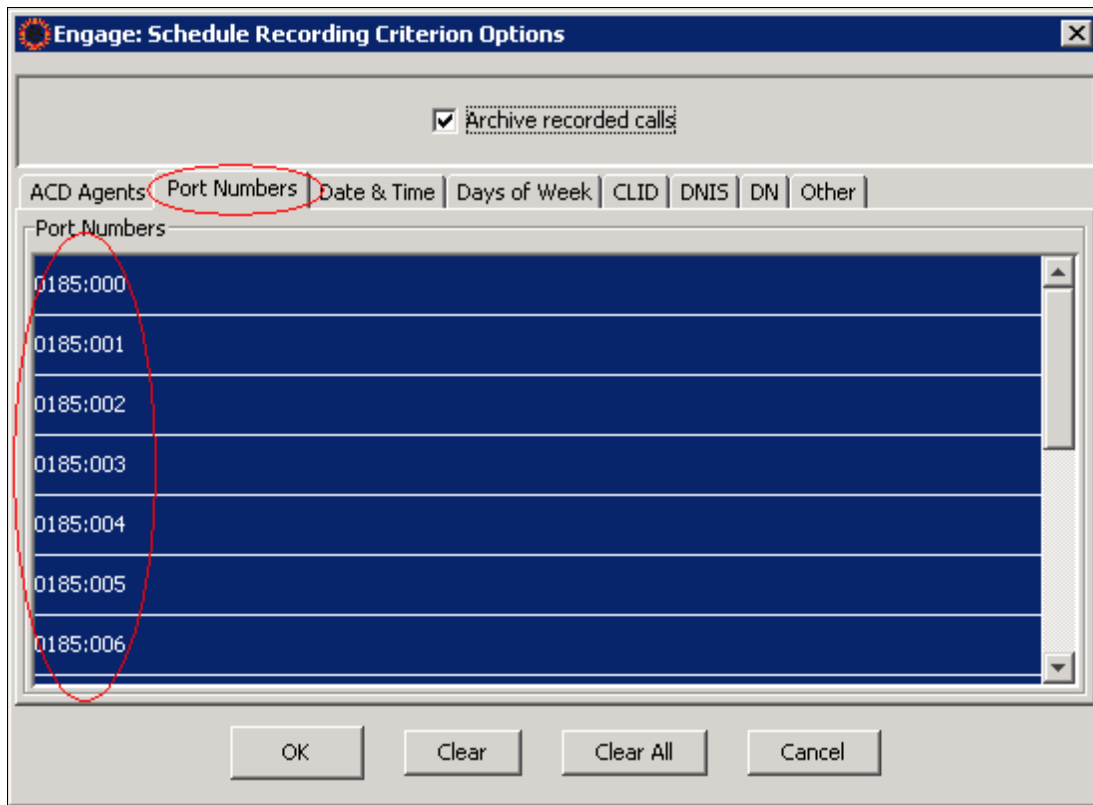 Engage: Schedule Recording Criterion Options
Archive recorded calls
ACD Agents Port Numbers Date & Time Days of Week CLID DNIS DN Other
Port Numbers
0185:000
0185:001
0185:002
0185:003
0185:004
0185:005
0185:006
OK Clear Clear All Cancel